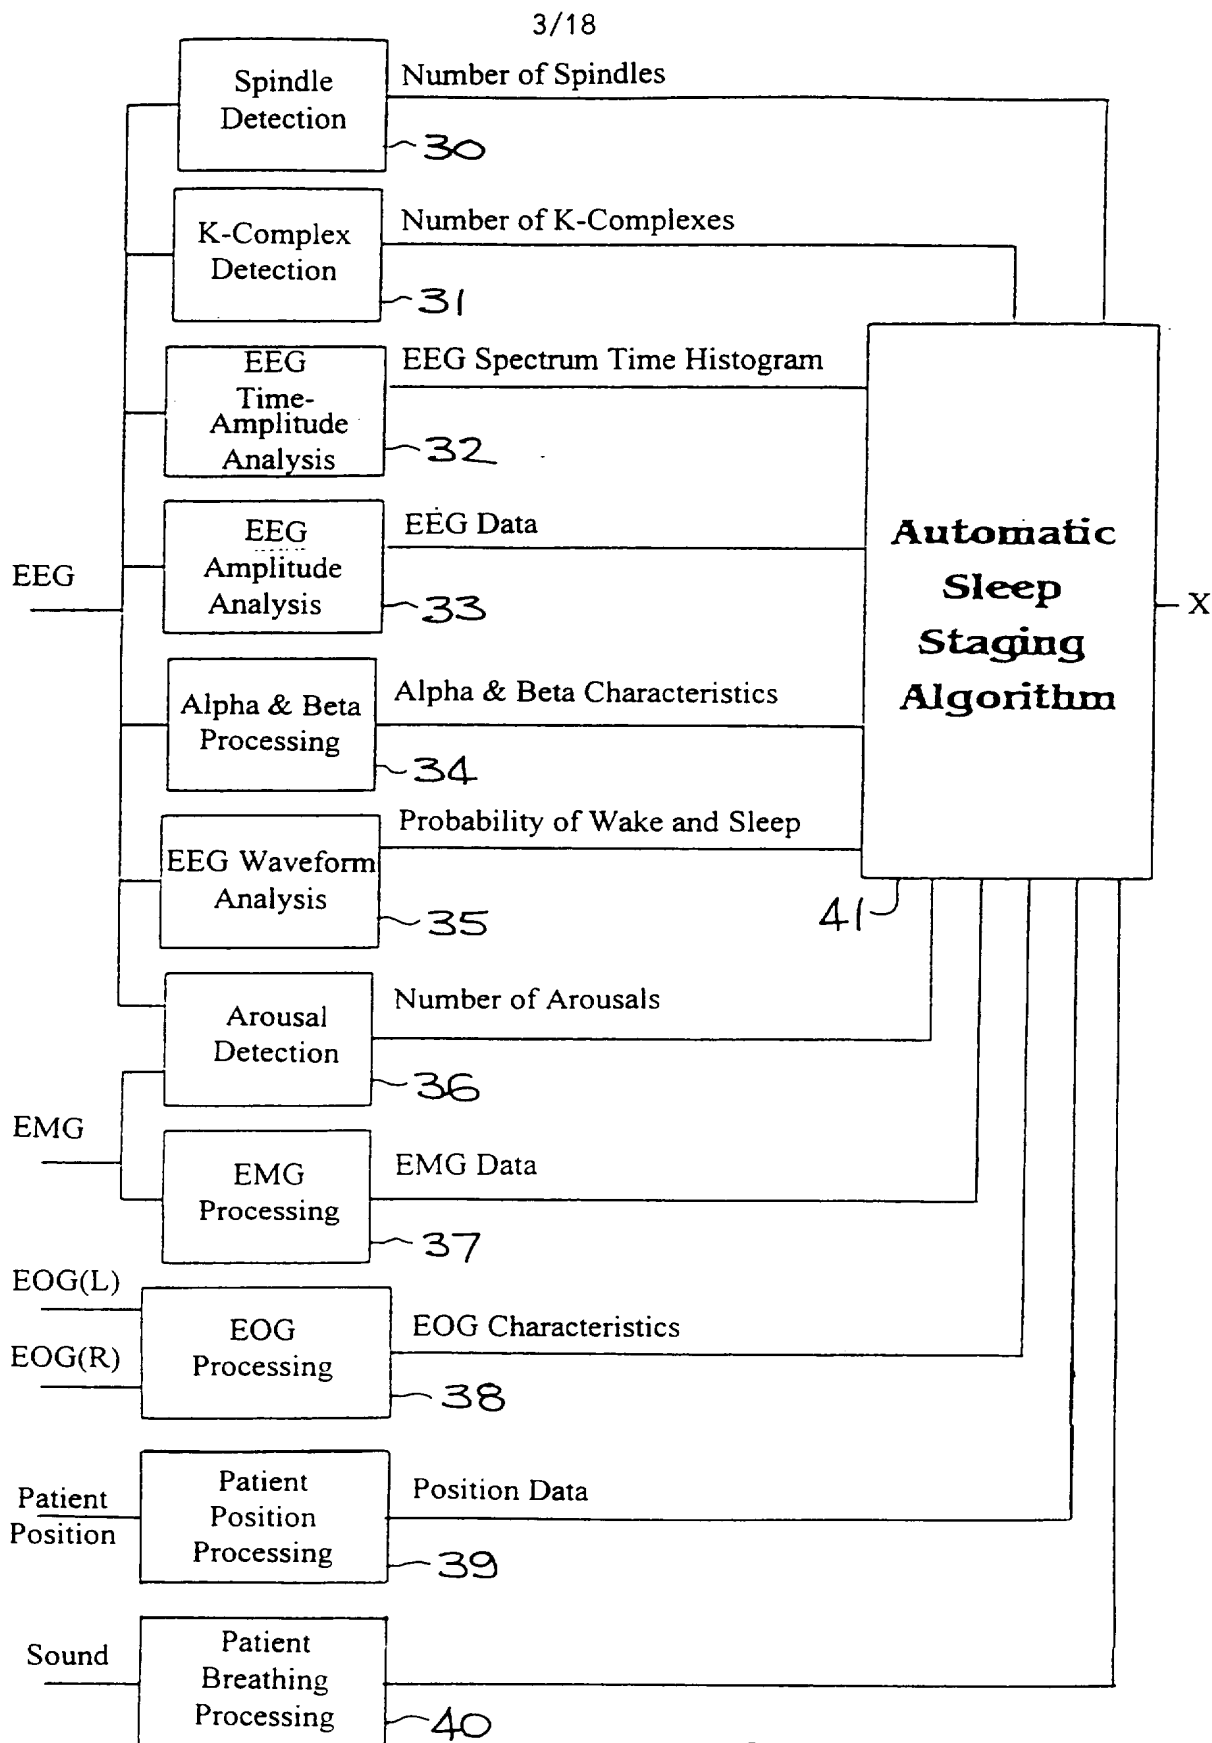 3/18
Spindle
Detection
Number of Spindles
30
K-Complex
Detection
Number of K-Complexes
31
EEG
Time-
Amplitude
Analysis
EEG Spectrum Time Histogram
32
EEG
Amplitude
Analysis
EEG Data
33
EEG
Alpha & Beta
Processing
Alpha & Beta Characteristics
34
EEG Waveform
Analysis
Probability of Wake and Sleep
35
Automatic
Sleep
Staging
Algorithm
X
41
Arousal
Detection
Number of Arousals
36
EMG
EMG
Processing
EMG Data
37
EOG(L)
EOG(R)
EOG
Processing
EOG Characteristics
38
Patient
Position
Patient
Position
Processing
Position Data
39
Sound
Patient
Breathing
Processing
40